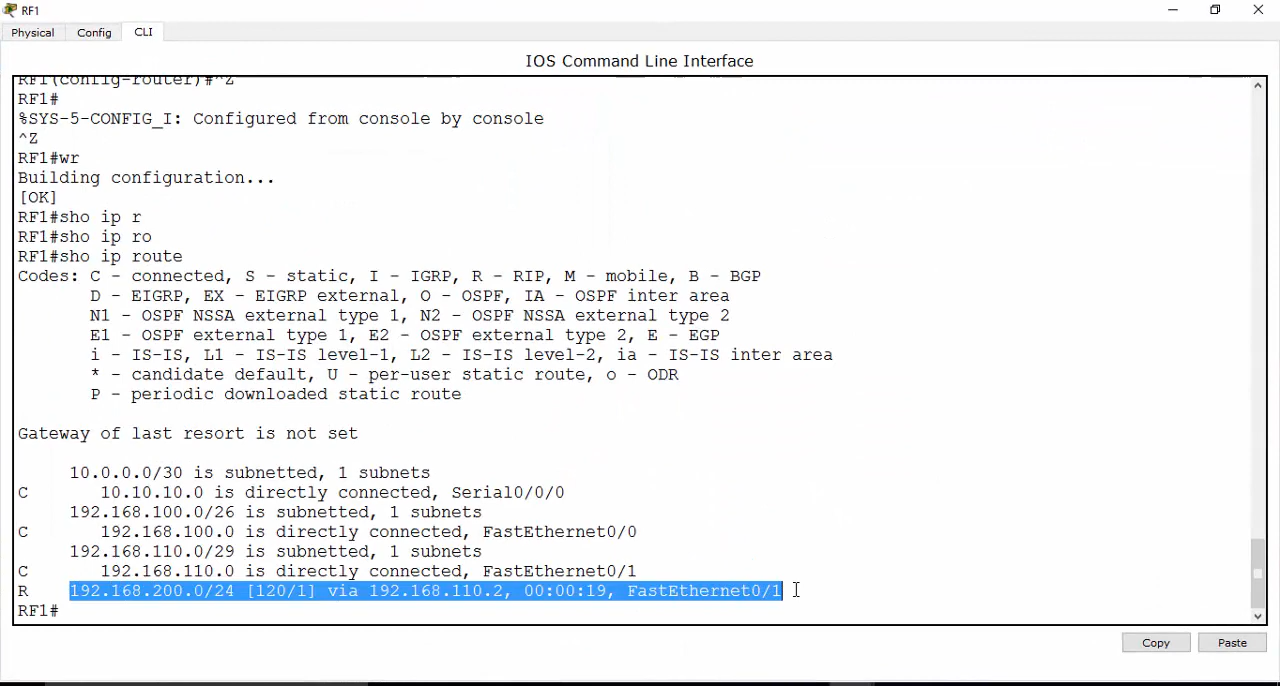 RF1
Physical Config CLI
IOS Command Line Interface
RF1(config-router)#^Z
RF1#
%SYS-5-CONFIG_I: Configured from console by console
^Z
RF1#wr
Building configuration...
[OK]
RF1#sho ip r
RF1#sho ip ro
RF1#sho ip route
Codes: C - connected, S - static, I - IGRP, R - RIP, M - mobile, B - BGP
D - EIGRP, EX - EIGRP external, O - OSPF, IA - OSPF inter area
N1 - OSPF NSSA external type 1, N2 - OSPF NSSA external type 2
E1 - OSPF external type 1, E2 - OSPF external type 2, E - EGP
i - IS-IS, L1 - IS-IS level-1, L2 - IS-IS level-2, ia - IS-IS inter area
* - candidate default, U - per-user static route, o - ODR
P - periodic downloaded static route
Gateway of last resort is not set
10.0.0.0/30 is subnetted, 1 subnets
C 10.10.10.0 is directly connected, Serial0/0/0
192.168.100.0/26 is subnetted, 1 subnets
C 192.168.100.0 is directly connected, FastEthernet0/0
192.168.110.0/29 is subnetted, 1 subnets
C 192.168.110.0 is directly connected, FastEthernet0/1
R 192.168.200.0/24 [120/1] via 192.168.110.2, 00:00:19, FastEthernet0/1
RF1#
Copy Paste